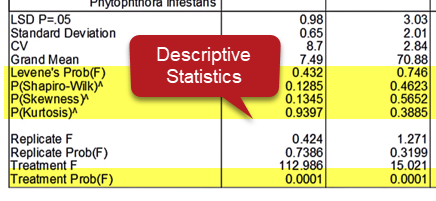 Phytophthora infestans
LSD P=.05 0.98 3.03
Standard Deviation 0.65 2.01
CV 8.7 2.84
Grand Mean 7.49 70.88
Levene's Prob(F) 0.432 0.746
P(Shapiro-Wilk)^ 0.1285 0.4623
P(Skewness)^ 0.1345 0.5652
P(Kurtosis)^ 0.9397 0.3885
Descriptive
Statistics
Replicate F 0.424 1.271
Replicate Prob(F) 0.7386 0.3199
Treatment F 112.986 15.021
Treatment Prob(F) 0.0001 0.0001